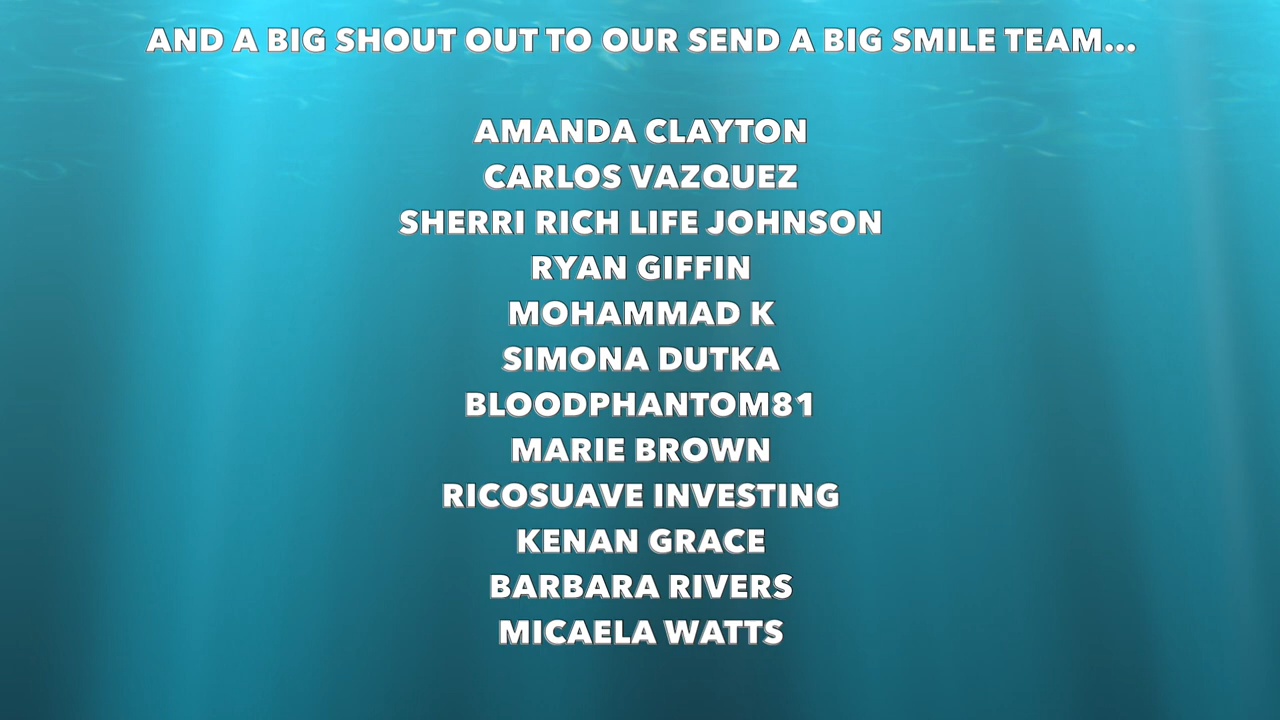 AND A BIG SHOUT OUT TO OUR SEND A BIG SMILE TEAM...
AMANDA CLAYTON
CARLOS VAZQUEZ
SHERRI RICH LIFE JOHNSON
RYAN GIFFIN
MOHAMMAD K
SIMONA DUTKA
BLOODPHANTOM81
MARIE BROWN
RICOSUAVE INVESTING
KENAN GRACE
BARBARA RIVERS
MICAELA WATTS